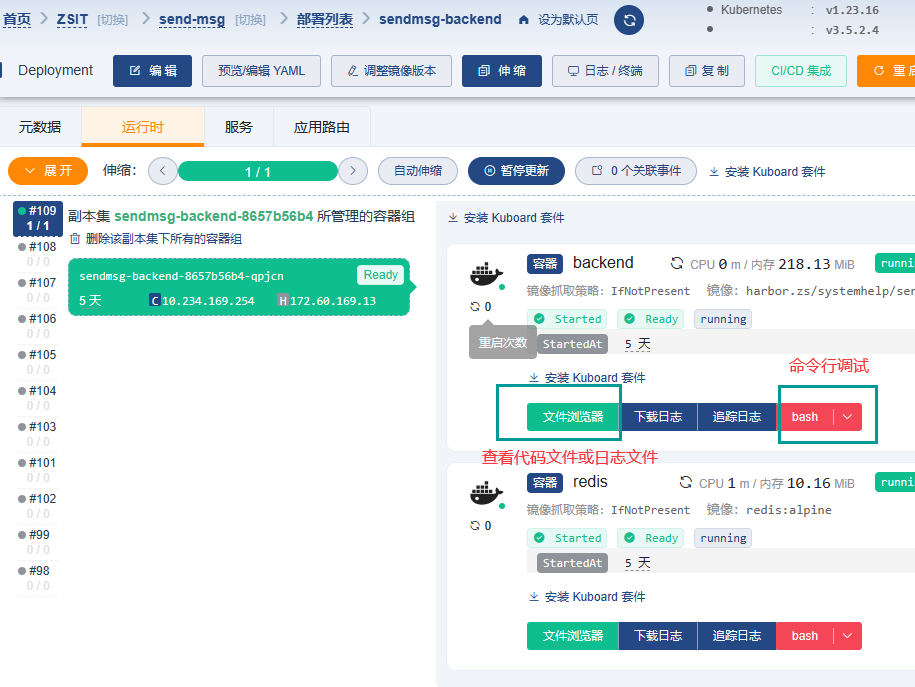 首页 > ZSIT [切换] > send-msg [切换] > 部署列表 > sendmsg-backend 设为默认页
Kubernetes : v1.23.16
: v3.5.2.4
Deployment 编 辑 预览/编辑 YAML 调整镜像版本 伸 缩 日志 / 终端 复 制 CI/CD 集成 重
元数据 运行时 服务 应用路由
展 开 伸缩: 1 / 1 自动伸缩 暂停更新 0 个关联事件 安装 Kuboard 套件
#109
1 / 1
#108
0 / 0
#107
0 / 0
#106
0 / 0
#105
0 / 0
#104
0 / 0
#103
0 / 0
#101
0 / 0
#102
0 / 0
#99
0 / 0
#98
0 / 0
副本集 sendmsg-backend-8657b56b4 所管理的容器组
删除该副本集下所有的容器组
sendmsg-backend-8657b56b4-qpjcn Ready
5 天 C 10.234.169.254 H 172.60.169.13
安装 Kuboard 套件
容器 backend CPU 0 m / 内存 218.13 MiB runni
镜像抓取策略: IfNotPresent 镜像: harbor.zs/systemhelp/ser
0
Started Ready running
重启次数
StartedAt 5 天
命令行调试
安装 Kuboard 套件
文件浏览器 下载日志 追踪日志 bash
查看代码文件或日志文件
容器 redis CPU 1 m / 内存 10.16 MiB runni
镜像抓取策略: IfNotPresent 镜像: redis:alpine
0
Started Ready running
StartedAt 5 天
安装 Kuboard 套件
文件浏览器 下载日志 追踪日志 bash